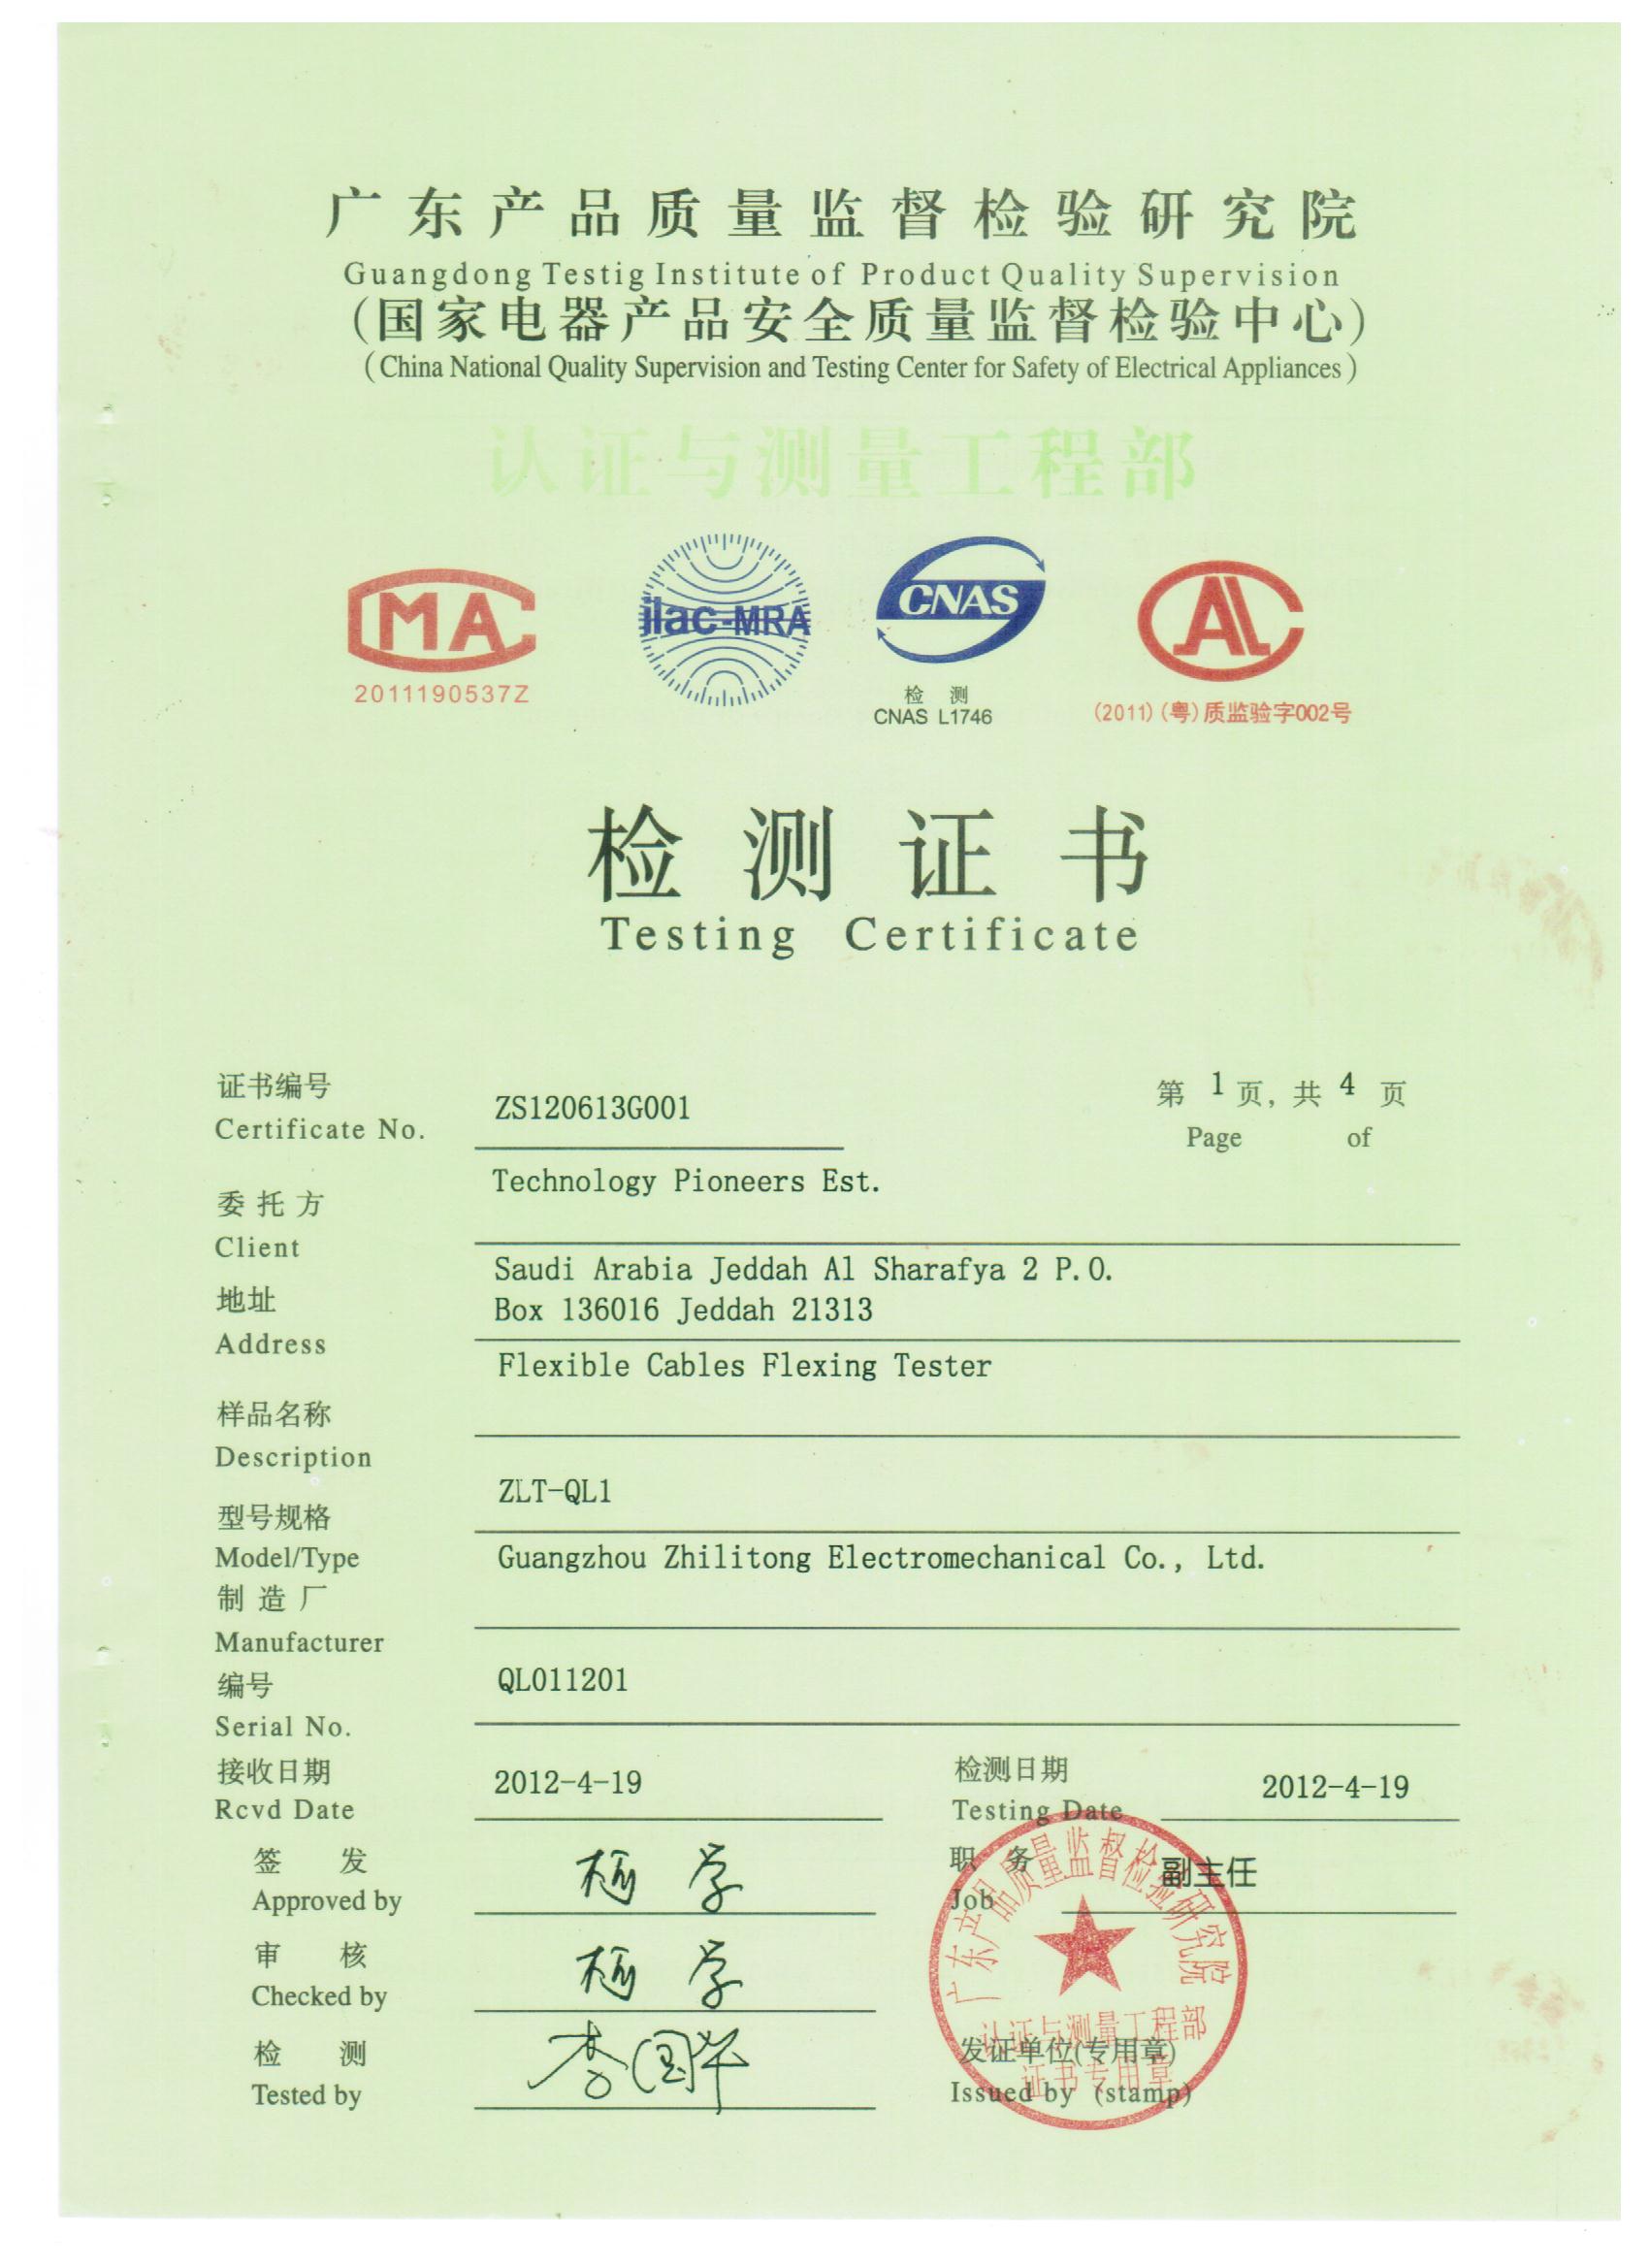 广东产品质量监督检验研究院
Guangdong Testig Institute of Product Quality Supervision
(国家电器产品安全质量监督检验中心)
(China National Quality Supervision and Testing Center for Safety of Electrical Appliances)
认证与测量工程部
MA
2011190537Z
ilac-MRA
CNAS
检 测
CNAS L1746
AL
(2011)(粤)质监验字002号
检测证书
Testing Certificate
证书编号
Certificate No.
ZS120613G001
第 1 页, 共 4 页
Page of
委托方
Client
Technology Pioneers Est.
地址
Address
Saudi Arabia Jeddah Al Sharafya 2 P.O.
Box 136016 Jeddah 21313
样品名称
Description
Flexible Cables Flexing Tester
型号规格
Model/Type
ZLT-QL1
制造厂
Manufacturer
Guangzhou Zhilitong Electromechanical Co., Ltd.
编号
Serial No.
QL011201
接收日期
Rcvd Date
2012-4-19
检测日期
Testing Date
2012-4-19
签 发
Approved by
职 务
Job
副主任
审 核
Checked by
检 测
Tested by
李国华
发证单位(专用章)
Issued by (stamp)
广东产品质量监督检验研究院
认证与测量工程部
证书专用章